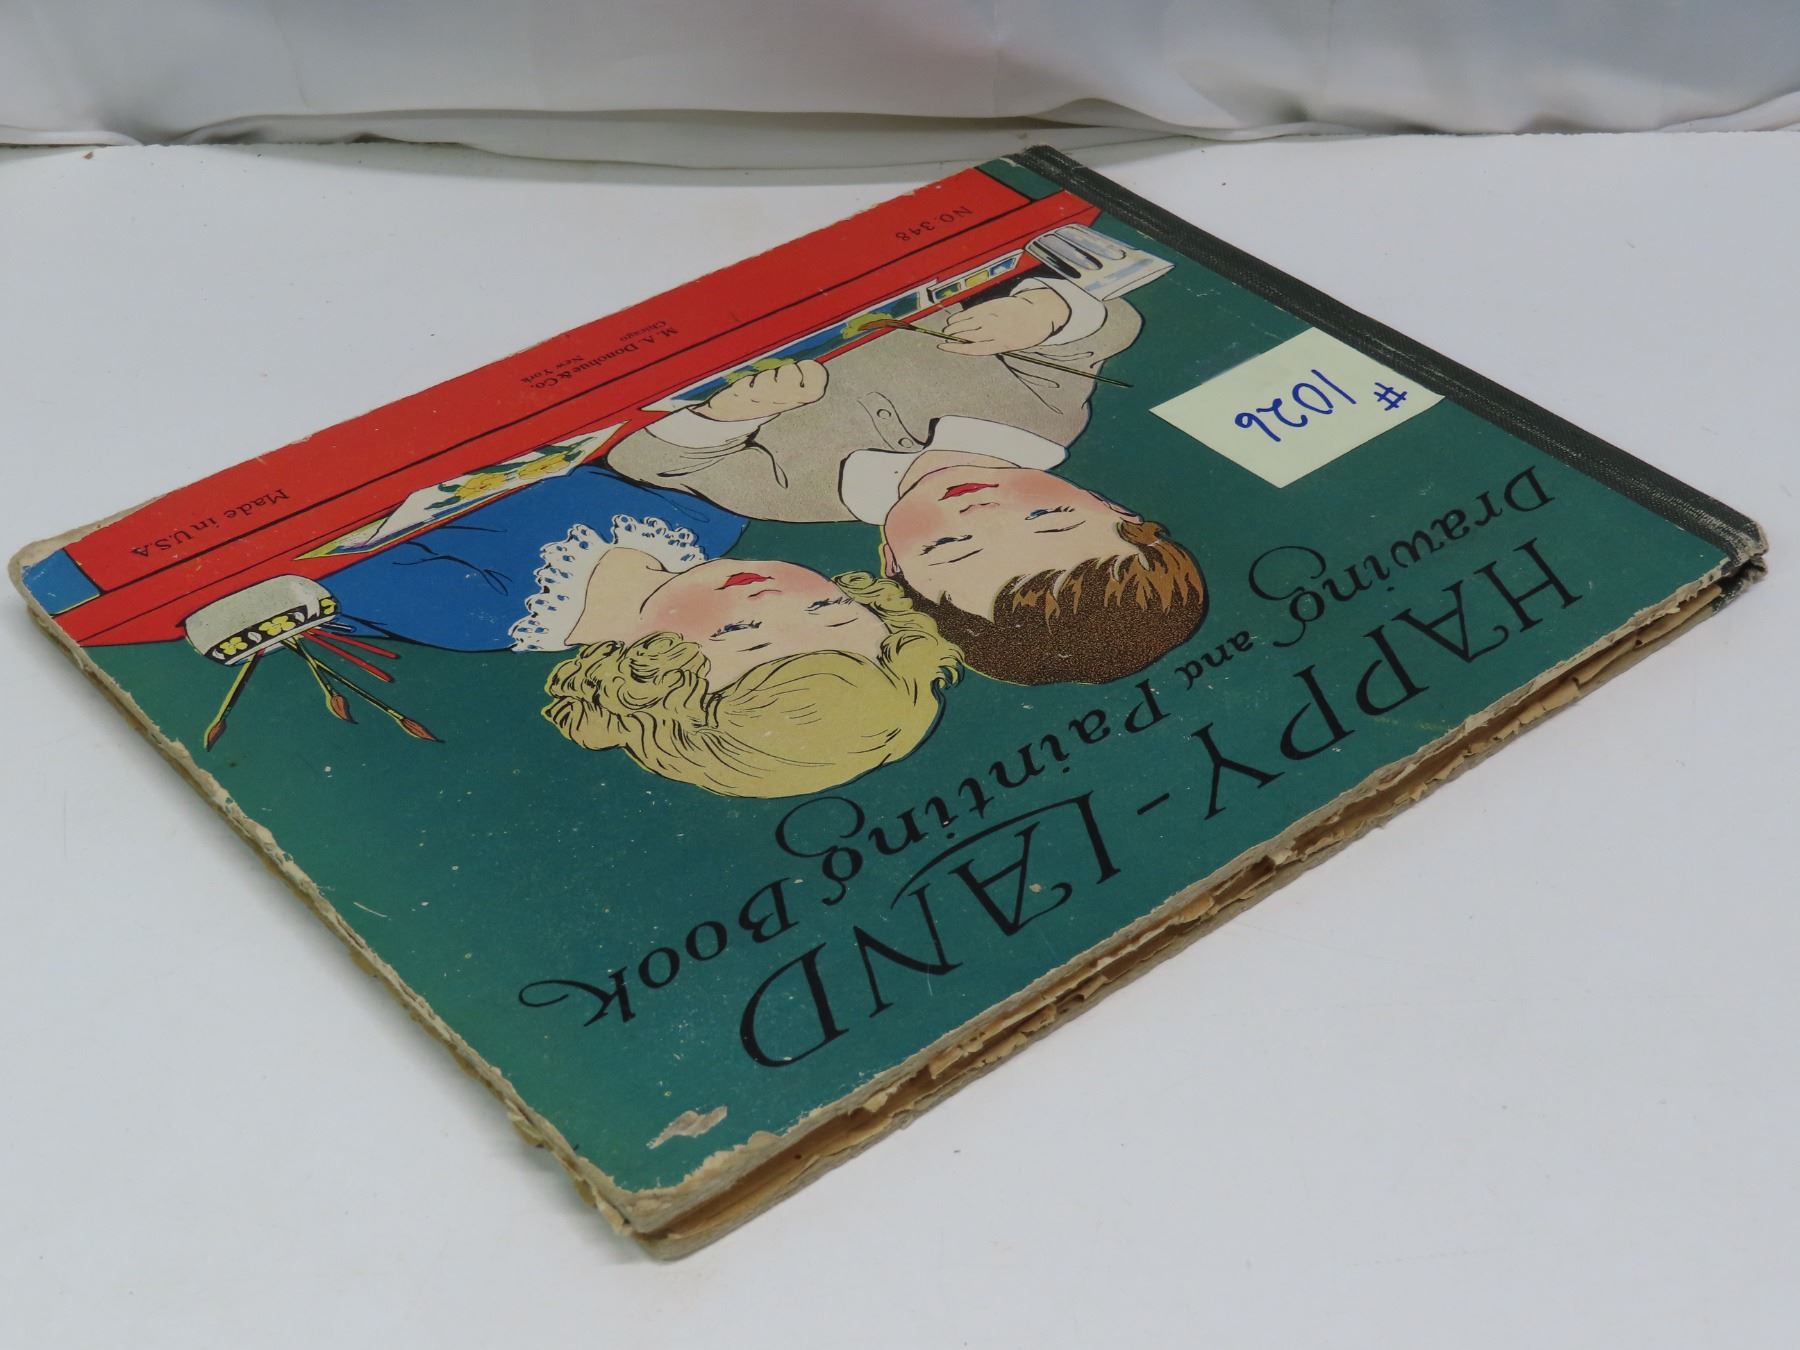 HAPPY-LAND
Drawing and Painting Book
# 1026
NO. 348
M. A. Donohue & Co.
Chicago New York
Made in U.S.A